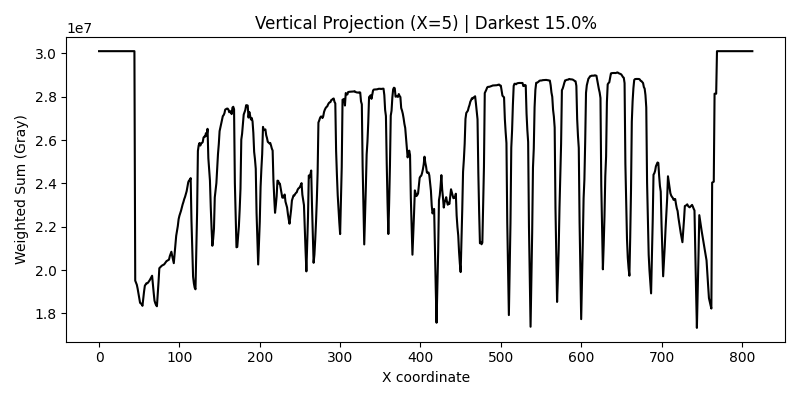 Vertical Projection (X=5) | Darkest 15.0%
1e7
3.0
2.8
2.6
2.4
2.2
2.0
1.8
Weighted Sum (Gray)
0 100 200 300 400 500 600 700 800
X coordinate